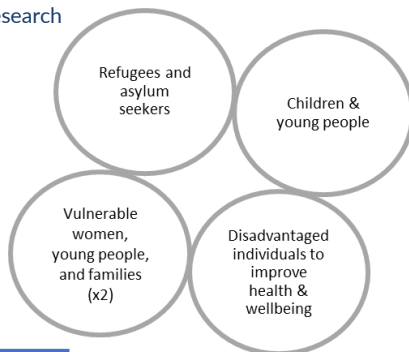 esearch
Refugees and
asylum
seekers
Children &
young people
Vulnerable
women,
young people,
and families
(x2)
Disadvantaged
individuals to
improve
health &
wellbeing